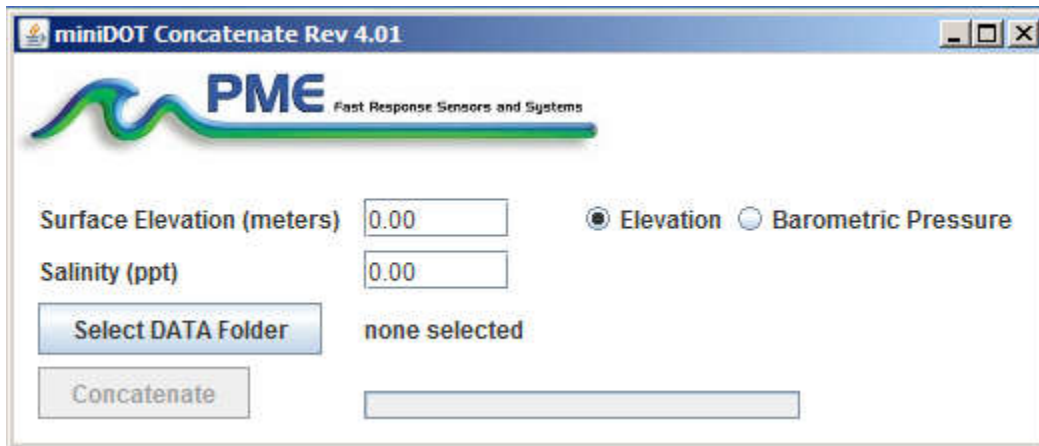 miniDOT Concatenate Rev 4.01
PME Fast Response Sensors and Systems
Surface Elevation (meters) 0.00 Elevation Barometric Pressure
Salinity (ppt) 0.00
Select DATA Folder none selected
Concatenate